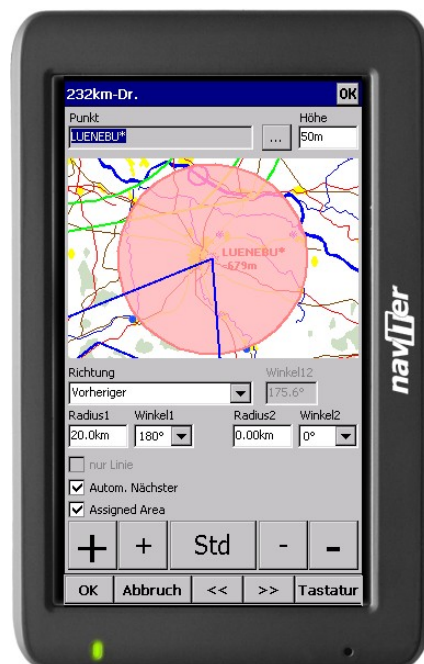 232km-Dr. OK
Punkt Höhe
LUENEBU* ... 50m
LUENEBU*
-679m
Richtung Winkel12
Vorheriger 175.6°
Radius1 Winkel1 Radius2 Winkel2
20.0km 180° 0.00km 0°
nur Linie
Autom. Nächster
Assigned Area
+ + Std - -
OK Abbruch << >> Tastatur
naviter